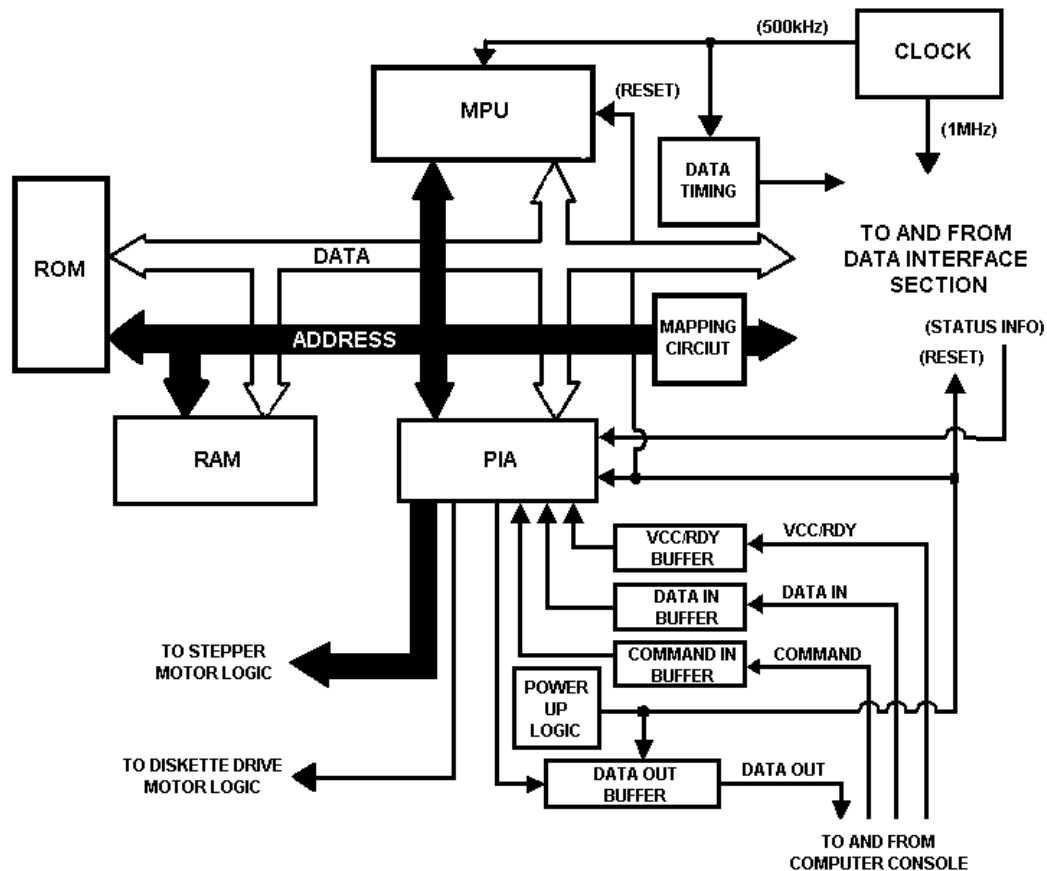 (500kHz)
CLOCK
MPU
(RESET)
(1MHz)
DATA
TIMING
ROM
DATA
TO AND FROM
DATA INTERFACE
SECTION
MAPPING
CIRCIUT
ADDRESS
(STATUS INFO)
(RESET)
RAM
PIA
VCC/RDY
BUFFER
VCC/RDY
DATA IN
BUFFER
DATA IN
COMMAND IN
BUFFER
COMMAND
TO STEPPER
MOTOR LOGIC
POWER
UP
LOGIC
TO DISKETTE DRIVE
MOTOR LOGIC
DATA OUT
BUFFER
DATA OUT
TO AND FROM
COMPUTER CONSOLE